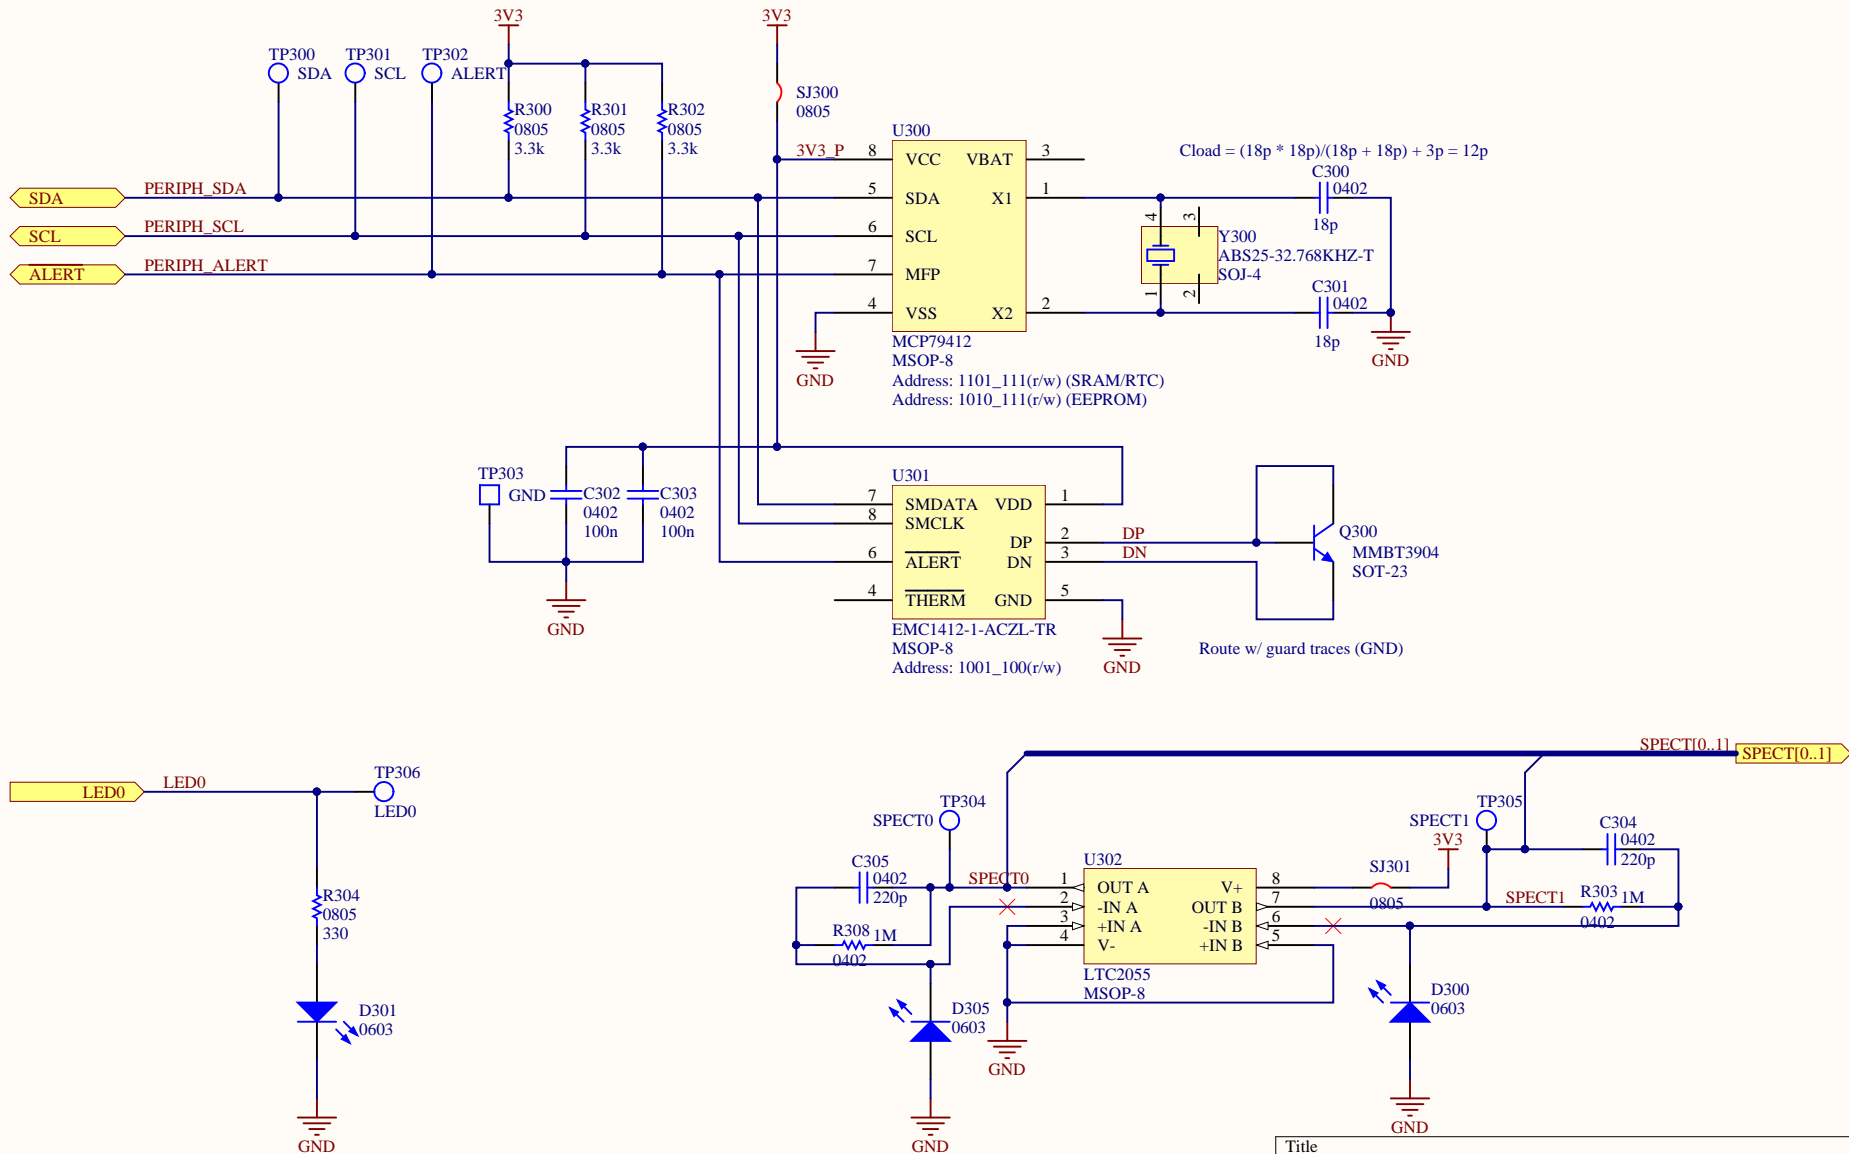 3V3
3V3
TP300
SDA
TP301
SCL
TP302
ALERT
R300
0805
3.3k
R301
0805
3.3k
R302
0805
3.3k
SJ300
0805
SDA
PERIPH_SDA
SCL
PERIPH_SCL
ALERT
PERIPH_ALERT
U300
3V3_P
8 VCC VBAT 3
5 SDA X1 1
6 SCL
7 MFP
4 VSS X2 2
MCP79412
MSOP-8
Address: 1101_111(r/w) (SRAM/RTC)
Address: 1010_111(r/w) (EEPROM)
GND
Cload = (18p * 18p)/(18p + 18p) + 3p = 12p
C300
0402
18p
4 3
Y300
ABS25-32.768KHZ-T
SOJ-4
1 2
C301
0402
18p
GND
TP303
GND
C302
0402
100n
C303
0402
100n
GND
U301
7 SMDATA VDD 1
8 SMCLK
DP 2 DP
6 ALERT DN 3 DN
4 THERM GND 5
EMC1412-1-ACZL-TR
MSOP-8
Address: 1001_100(r/w)
GND
Q300
MMBT3904
SOT-23
Route w/ guard traces (GND)
LED0
LED0
TP306
LED0
R304
0805
330
D301
0603
GND
SPECT[0..1]
SPECT[0..1]
TP304
SPECT0
C305
0402
220p
SPECT0
R308
1M
0402
D305
0603
GND
U302
1 OUT A V+ 8
2 -IN A OUT B 7
3 +IN A -IN B 6
4 V- +IN B 5
LTC2055
MSOP-8
GND
TP305
SPECT1
3V3
SJ301
0805
C304
0402
220p
SPECT1
R303
1M
0402
D300
0603
GND
Title